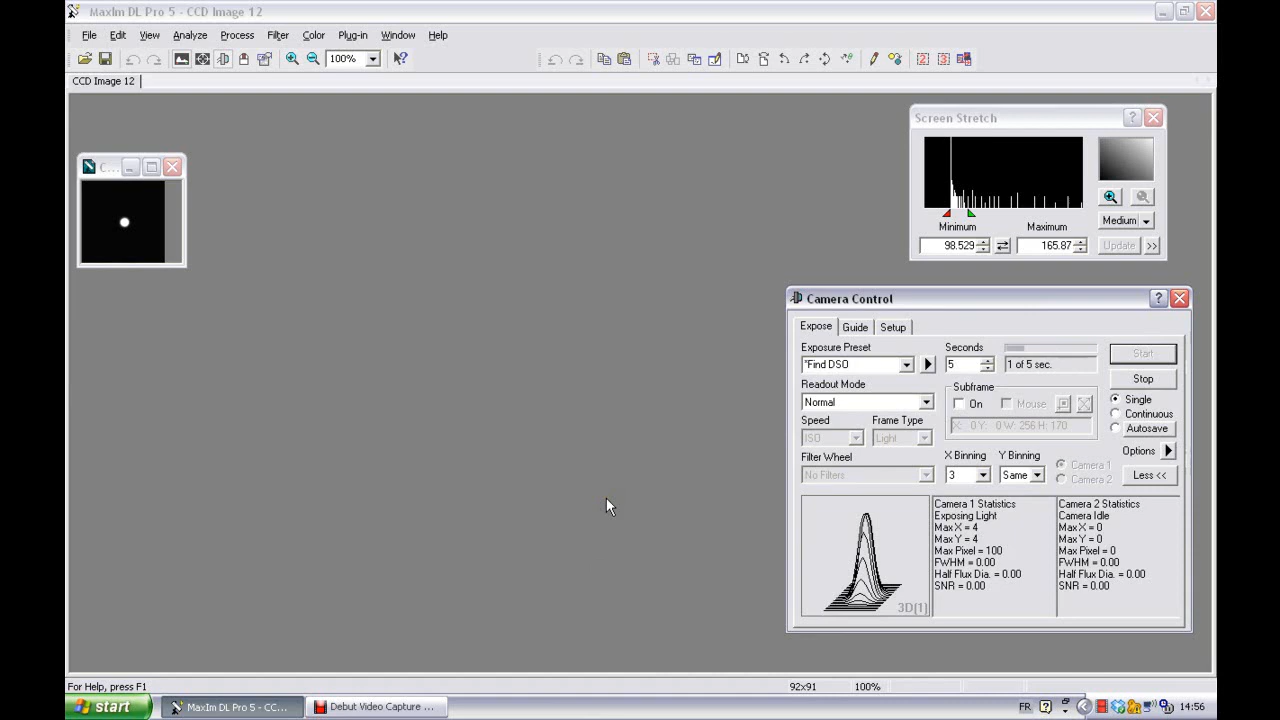 MaxIm DL Pro 5 - CCD Image 12
File Edit View Analyze Process Filter Color Plug-in Window Help
100%
CCD Image 12
Screen Stretch
C...
Medium
Minimum Maximum
98.529 165.87 Update >>
Camera Control
Expose Guide Setup
Exposure Preset Seconds
*Find DSO 5 1 of 5 sec. Start
Readout Mode Subframe Stop
Normal On Mouse Single
Speed Frame Type Continuous
ISO Light X: 0 Y: 0 W: 256 H: 170 Autosave
Filter Wheel X Binning Y Binning Camera 1 Options
No Filters 3 Same Camera 2 Less <<
Camera 1 Statistics
Exposing Light
Max X = 4
Max Y = 4
Max Pixel = 100
FWHM = 0.00
Half Flux Dia. = 0.00
SNR = 0.00
Camera 2 Statistics
Camera Idle
Max X = 0
Max Y = 0
Max Pixel = 0
FWHM = 0.00
Half Flux Dia. = 0.00
SNR = 0.00
3D[1]
For Help, press F1 92x91 100%
start MaxIm DL Pro 5 - CC... Debut Video Capture ... FR 14:56